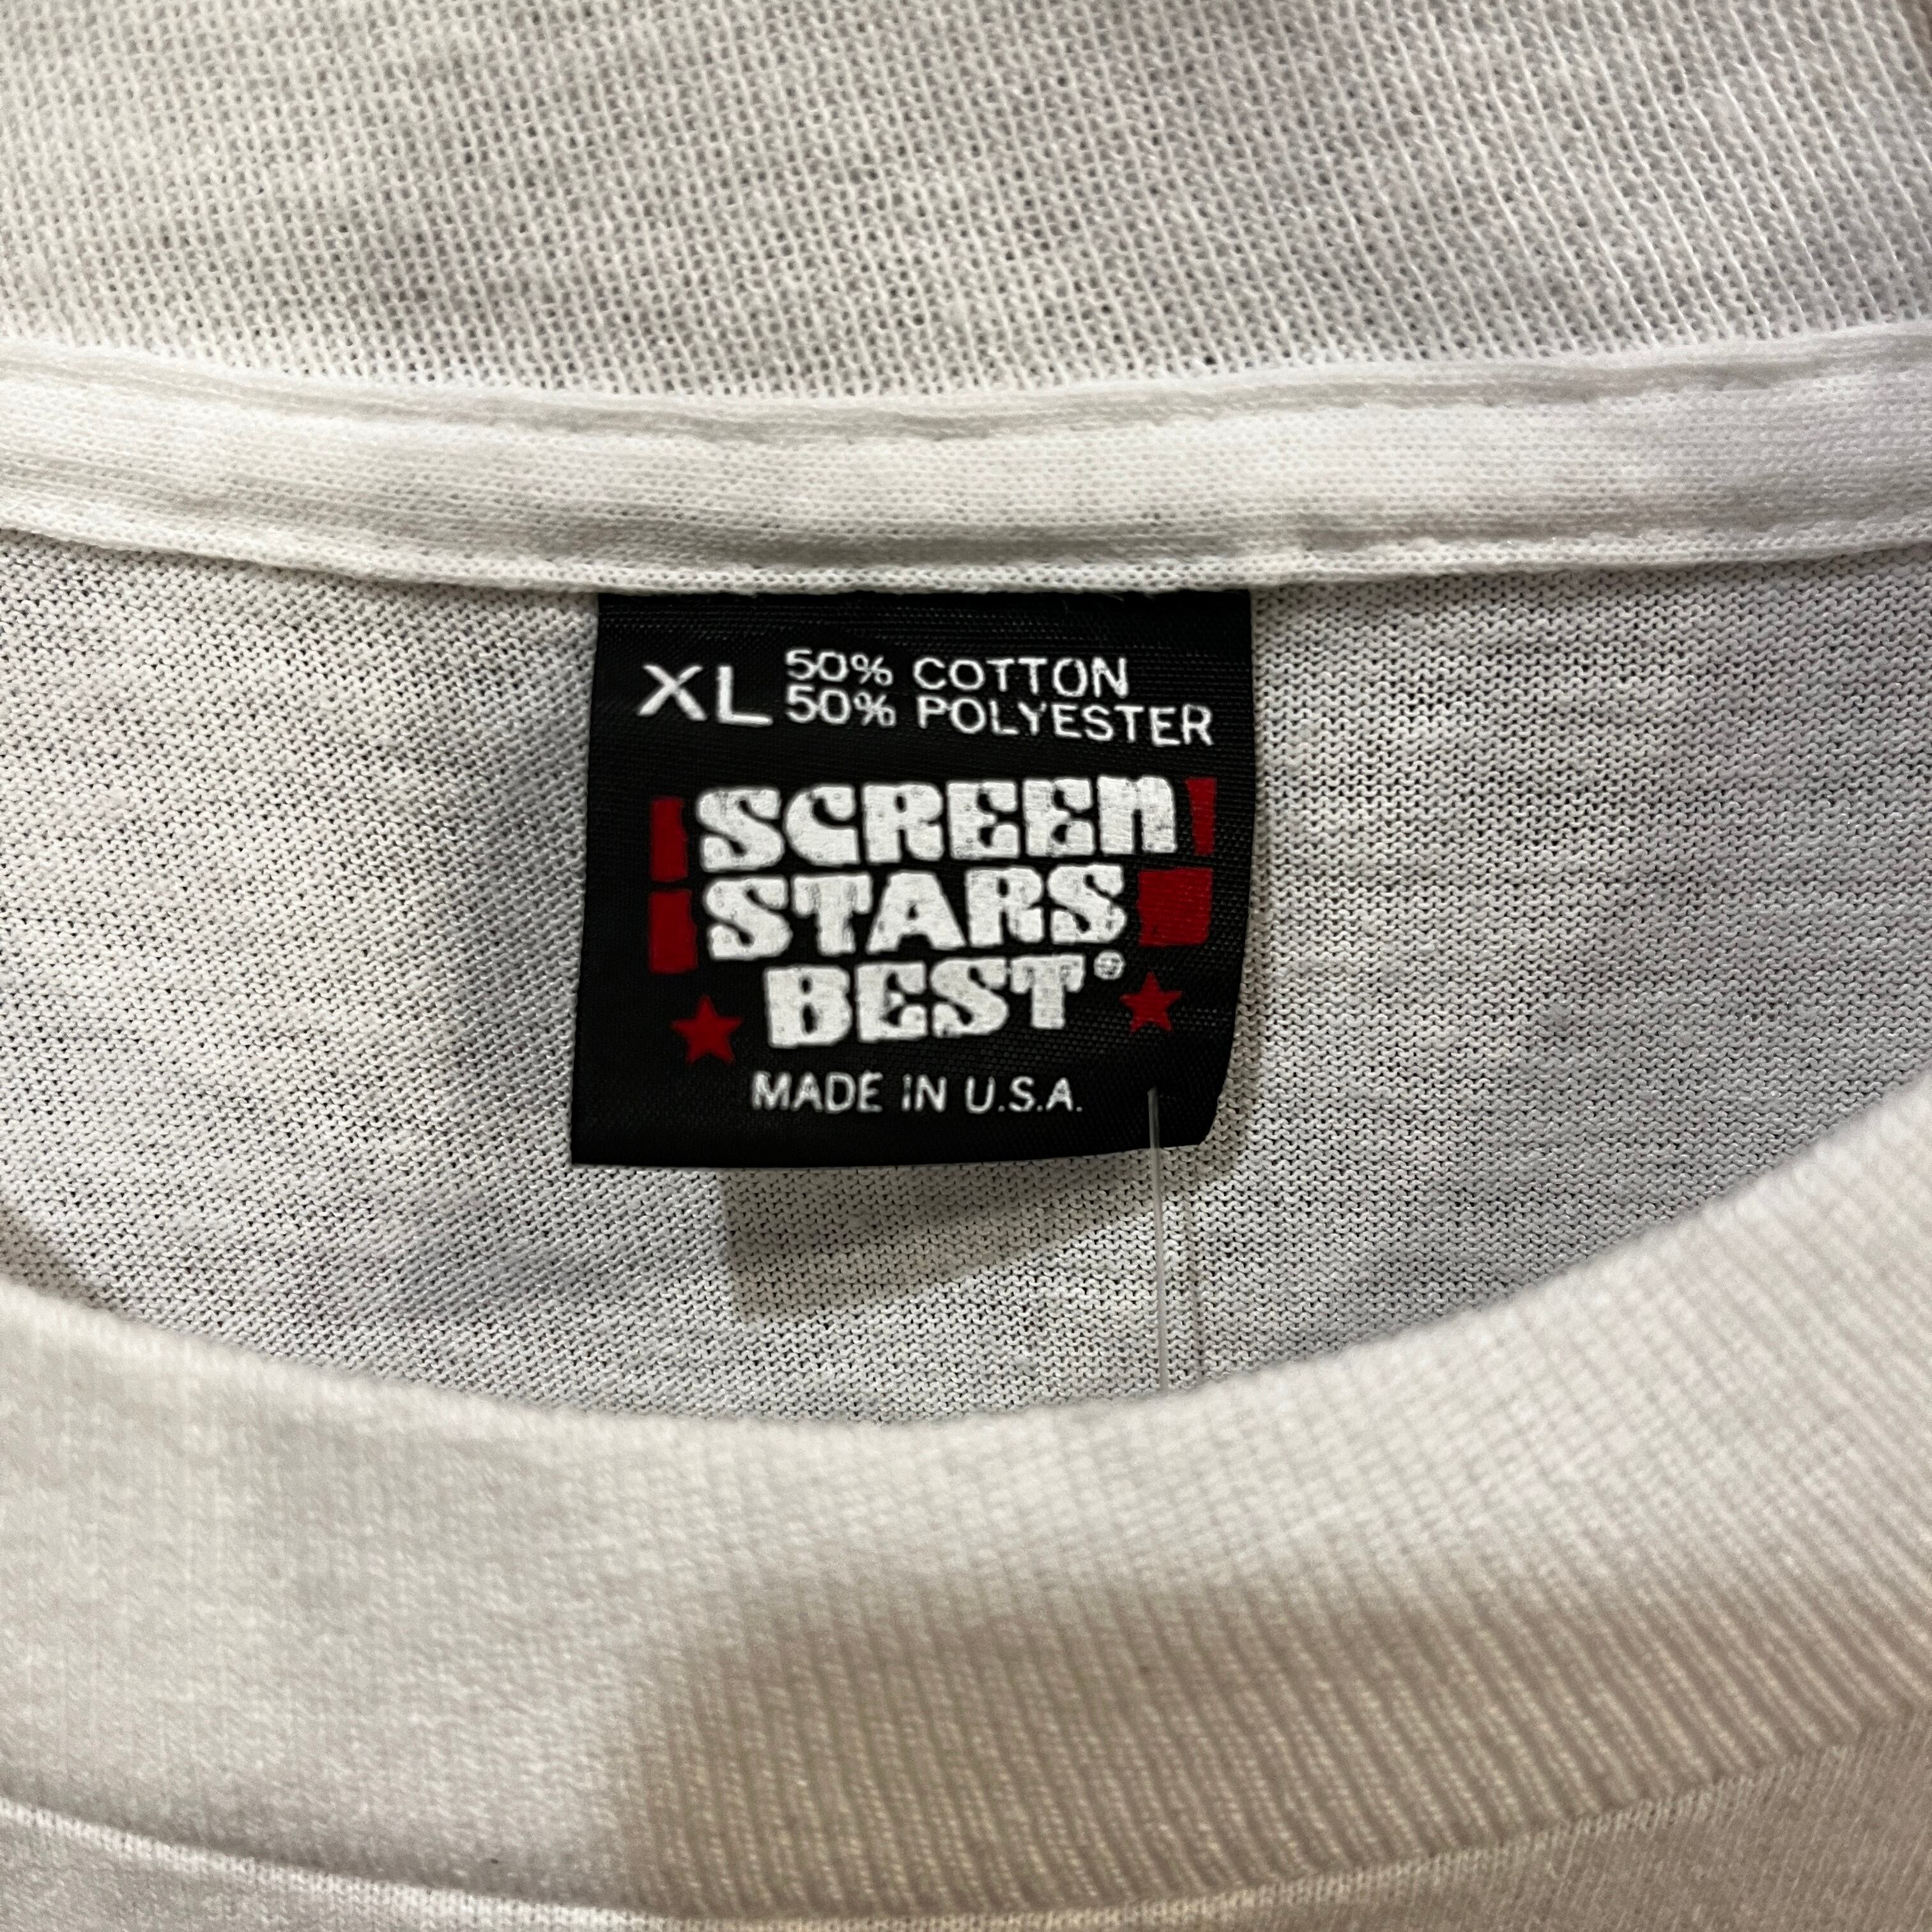 XL 50% COTTON
50% POLYESTER
SCREEN
STARS
BEST®
MADE IN U.S.A.